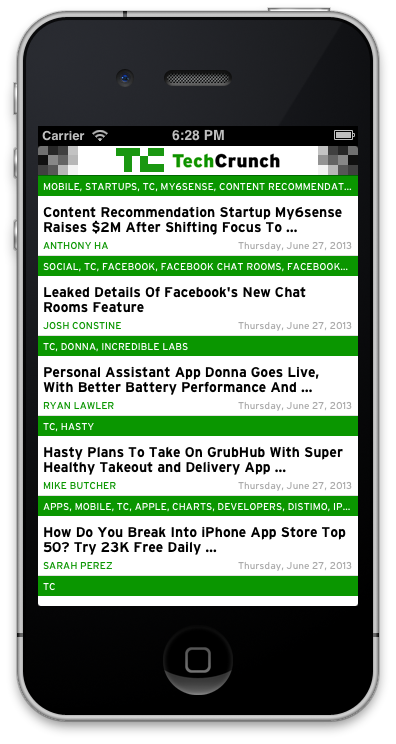 Carrier 6:28 PM
TC TechCrunch
MOBILE, STARTUPS, TC, MY6SENSE, CONTENT RECOMMENDAT...
Content Recommendation Startup My6sense
Raises $2M After Shifting Focus To ...
ANTHONY HA Thursday, June 27, 2013
SOCIAL, TC, FACEBOOK, FACEBOOK CHAT ROOMS, FACEBOOK...
Leaked Details Of Facebook's New Chat
Rooms Feature
JOSH CONSTINE Thursday, June 27, 2013
TC, DONNA, INCREDIBLE LABS
Personal Assistant App Donna Goes Live,
With Better Battery Performance And ...
RYAN LAWLER Thursday, June 27, 2013
TC, HASTY
Hasty Plans To Take On GrubHub With Super
Healthy Takeout and Delivery App ...
MIKE BUTCHER Thursday, June 27, 2013
APPS, MOBILE, TC, APPLE, CHARTS, DEVELOPERS, DISTIMO, IP...
How Do You Break Into iPhone App Store Top
50? Try 23K Free Daily ...
SARAH PEREZ Thursday, June 27, 2013
TC